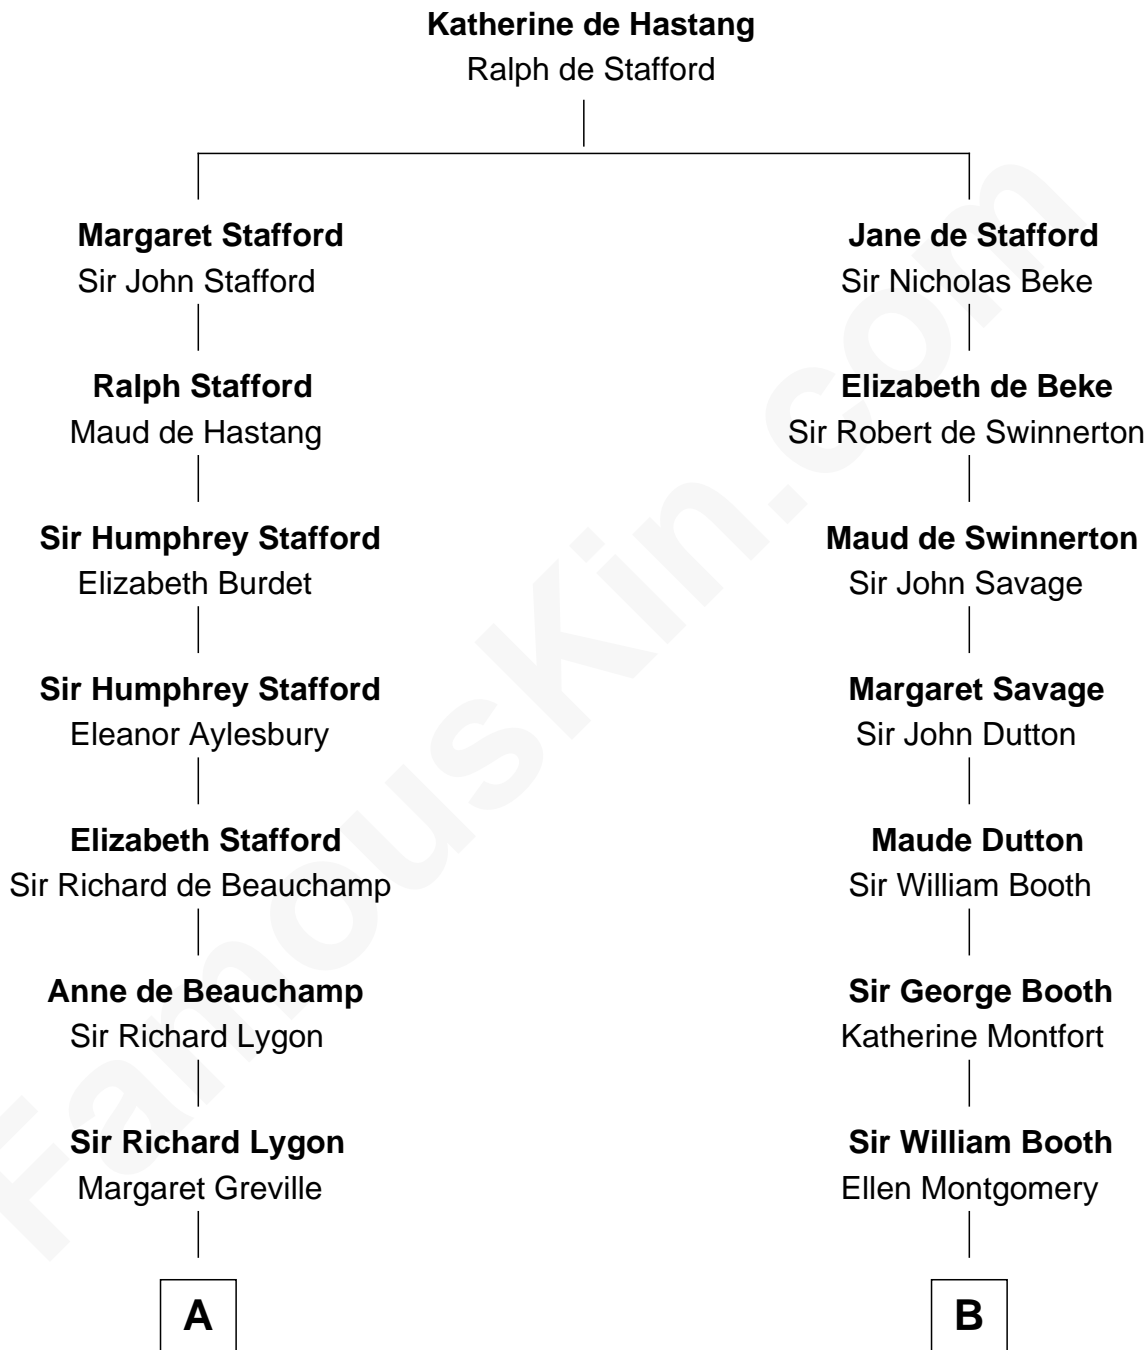 Katherine de Hastang
Ralph de Stafford
Margaret Stafford
Sir John Stafford
Jane de Stafford
Sir Nicholas Beke
Ralph Stafford
Maud de Hastang
Elizabeth de Beke
Sir Robert de Swinnerton
Sir Humphrey Stafford
Elizabeth Burdet
Maud de Swinnerton
Sir John Savage
Sir Humphrey Stafford
Eleanor Aylesbury
Margaret Savage
Sir John Dutton
Elizabeth Stafford
Sir Richard de Beauchamp
Maude Dutton
Sir William Booth
Anne de Beauchamp
Sir Richard Lygon
Sir George Booth
Katherine Montfort
Sir Richard Lygon
Margaret Greville
Sir William Booth
Ellen Montgomery
A
B
FamousKin.com